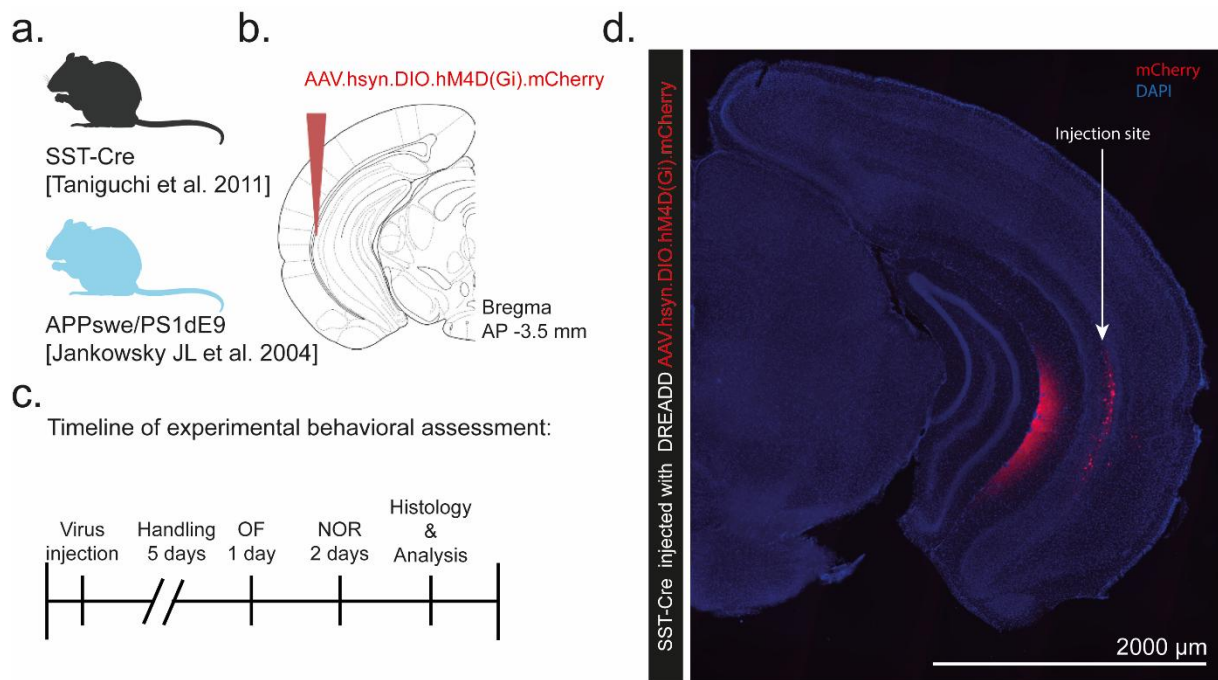 a.
SST-Cre
[Taniguchi et al. 2011]
APPswe/PS1dE9
[Jankowsky JL et al. 2004]
b.
AAV.hsyn.DIO.hM4D(Gi).mCherry
Bregma
AP -3.5 mm
c.
Timeline of experimental behavioral assessment:
Virus
injection
Handling
5 days
OF
1 day
NOR
2 days
Histology
&
Analysis
d.
SST-Cre injected with DREADD AAV.hsyn.DIO.hM4D(Gi).mCherry
mCherry
DAPI
Injection site
2000 µm